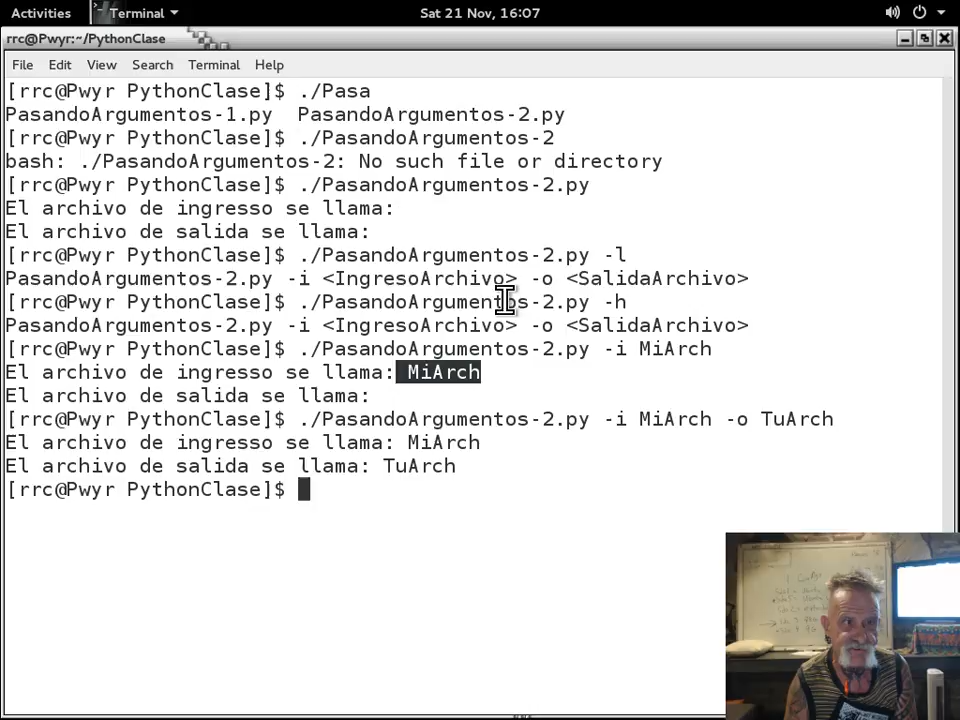 Activities Terminal Sat 21 Nov, 16:07
rrc@Pwyr:~/PythonClase
File Edit View Search Terminal Help
[rrc@Pwyr PythonClase]$ ./Pasa
PasandoArgumentos-1.py PasandoArgumentos-2.py
[rrc@Pwyr PythonClase]$ ./PasandoArgumentos-2
bash: ./PasandoArgumentos-2: No such file or directory
[rrc@Pwyr PythonClase]$ ./PasandoArgumentos-2.py
El archivo de ingresso se llama:
El archivo de salida se llama:
[rrc@Pwyr PythonClase]$ ./PasandoArgumentos-2.py -l
PasandoArgumentos-2.py -i <IngresoArchivo> -o <SalidaArchivo>
[rrc@Pwyr PythonClase]$ ./PasandoArgumentos-2.py -h
PasandoArgumentos-2.py -i <IngresoArchivo> -o <SalidaArchivo>
[rrc@Pwyr PythonClase]$ ./PasandoArgumentos-2.py -i MiArch
El archivo de ingresso se llama: MiArch
El archivo de salida se llama:
[rrc@Pwyr PythonClase]$ ./PasandoArgumentos-2.py -i MiArch -o TuArch
El archivo de ingresso se llama: MiArch
El archivo de salida se llama: TuArch
[rrc@Pwyr PythonClase]$